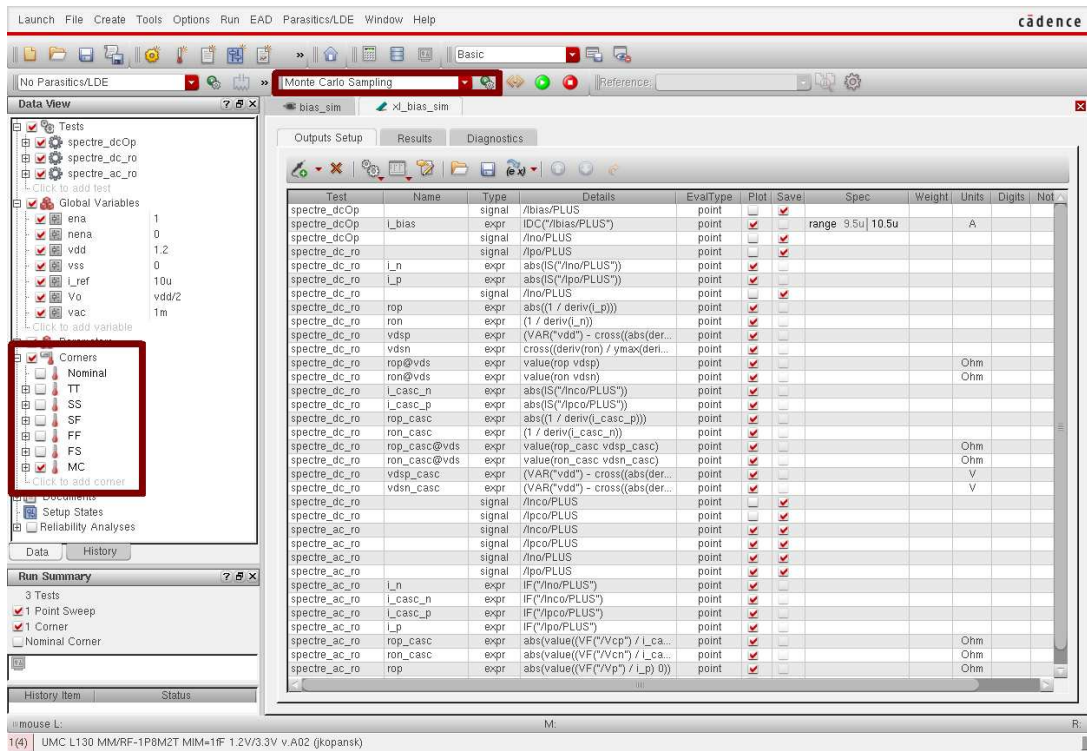 Launch File Create Tools Options Run EAD Parasitics/LDE Window Help cādence
» Basic
No Parasitics/LDE » Monte Carlo Sampling Reference:
Data View ? bias_sim xl_bias_sim
Tests
spectre_dcOp
spectre_dc_ro
spectre_ac_ro
Click to add test
Global Variables
ena 1
nena 0
vdd 1.2
vss 0
i_ref 10u
Vo vdd/2
vac 1m
Click to add variable
Parameters
Corners
Nominal
TT
SS
SF
FF
FS
MC
Click to add corner
Documents
Setup States
Reliability Analyses
Data History
Run Summary ?
3 Tests
1 Point Sweep
1 Corner
Nominal Corner
History Item Status
Outputs Setup Results Diagnostics
(e x)
Test Name Type Details EvalType Plot Save Spec Weight Units Digits Not
spectre_dcOp signal /Ibias/PLUS point
spectre_dcOp i_bias expr IDC("/Ibias/PLUS") point range 9.5u 10.5u A
spectre_dcOp signal /Ino/PLUS point
spectre_dc_ro signal /Ipo/PLUS point
spectre_dc_ro i_n expr abs(IS("/Ino/PLUS")) point
spectre_dc_ro i_p expr abs(IS("/Ipo/PLUS")) point
spectre_dc_ro signal /Ino/PLUS point
spectre_dc_ro rop expr abs((1 / deriv(i_p))) point
spectre_dc_ro ron expr (1 / deriv(i_n)) point
spectre_dc_ro vdsp expr (VAR("vdd") - cross((abs(der... point
spectre_dc_ro vdsn expr cross((deriv(ron) / ymax(deri... point
spectre_dc_ro rop@vds expr value(rop vdsp) point Ohm
spectre_dc_ro ron@vds expr value(ron vdsn) point Ohm
spectre_dc_ro i_casc_n expr abs(IS("/Inco/PLUS")) point
spectre_dc_ro i_casc_p expr abs(IS("/Ipco/PLUS")) point
spectre_dc_ro rop_casc expr abs((1 / deriv(i_casc_p))) point
spectre_dc_ro ron_casc expr (1 / deriv(i_casc_n)) point
spectre_dc_ro rop_casc@vds expr value(rop_casc vdsp_casc) point Ohm
spectre_dc_ro ron_casc@vds expr value(ron_casc vdsn_casc) point Ohm
spectre_dc_ro vdsp_casc expr (VAR("vdd") - cross((abs(der... point V
spectre_dc_ro vdsn_casc expr (VAR("vdd") - cross((abs(der... point V
spectre_dc_ro signal /Inco/PLUS point
spectre_dc_ro signal /Ipco/PLUS point
spectre_ac_ro signal /Inco/PLUS point
spectre_ac_ro signal /Ipco/PLUS point
spectre_ac_ro signal /Ino/PLUS point
spectre_ac_ro signal /Ipo/PLUS point
spectre_ac_ro i_n expr IF("/Ino/PLUS") point
spectre_ac_ro i_casc_n expr IF("/Inco/PLUS") point
spectre_ac_ro i_casc_p expr IF("/Ipco/PLUS") point
spectre_ac_ro i_p expr IF("/Ipo/PLUS") point
spectre_ac_ro rop_casc expr abs(value((VF("/Vcp") / i_ca... point Ohm
spectre_ac_ro ron_casc expr abs(value((VF("/Vcn") / i_ca... point Ohm
spectre_ac_ro rop expr abs(value((VF("/Vp") / i_p) 0)) point Ohm
mouse L: M: R:
1(4) UMC L130 MM/RF-1P8M2T MIM=1fF 1.2V/3.3V v.A02 (jkopansk)